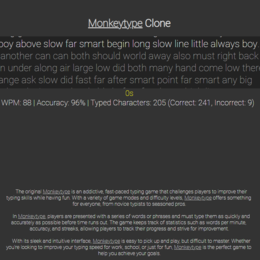 Monkeytype Clone
boy above slow far smart begin long slow line little always boy
another can can both should world away also must right back
n under along air large low did both many hand come low there
ange ask slow did fast far after smart point far smart any big
0s
WPM: 88 | Accuracy: 96% | Typed Characters: 205 (Correct: 241, Incorrect: 9)
The original Monkeytype is an addictive, fast-paced typing game that challenges players to improve their
typing skills while having fun. With a variety of game modes and difficulty levels, Monkeytype offers something
for everyone, from novice typists to seasoned pros.
In Monkeytype, players are presented with a series of words or phrases and must type them as quickly and
accurately as possible before time runs out. The game keeps track of statistics such as words per minute,
accuracy, and streaks, allowing players to track their progress and strive for improvement.
With its sleek and intuitive interface, Monkeytype is easy to pick up and play, but difficult to master. Whether
you're looking to improve your typing speed for work, school, or just for fun, Monkeytype is the perfect game to
help you achieve your goals.